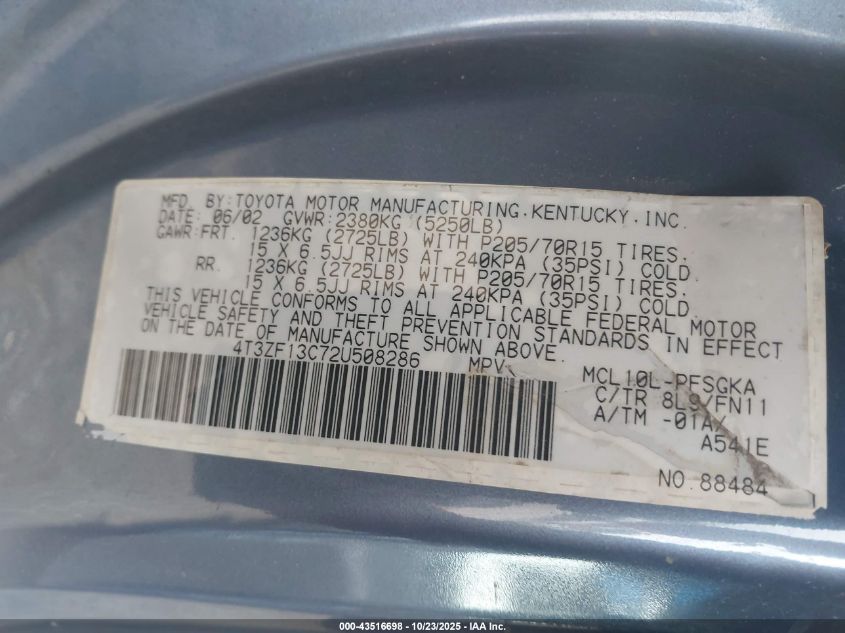 MFD. BY:TOYOTA MOTOR MANUFACTURING.KENTUCKY.INC.
DATE: 06/02 GVWR:2380KG (5250LB)
GAWR:FRT. 1236KG (2725LB) WITH P205/70R15 TIRES.
15 X 6.5JJ RIMS AT 240KPA (35PSI) COLD.
RR. 1236KG (2725LB) WITH P205/70R15 TIRES.
15 X 6.5JJ RIMS AT 240KPA (35PSI) COLD.
THIS VEHICLE CONFORMS TO ALL APPLICABLE FEDERAL MOTOR
VEHICLE SAFETY AND THEFT PREVENTION STANDARDS IN EFFECT
ON THE DATE OF MANUFACTURE SHOWN ABOVE.
4T3ZF13C72U508286 MPV
MCL10L-PFSGKA
C/TR /FN11
A/TM -01A/
A541E
NO.88484
000-43516698 - 10/23/2025 - IAA Inc.